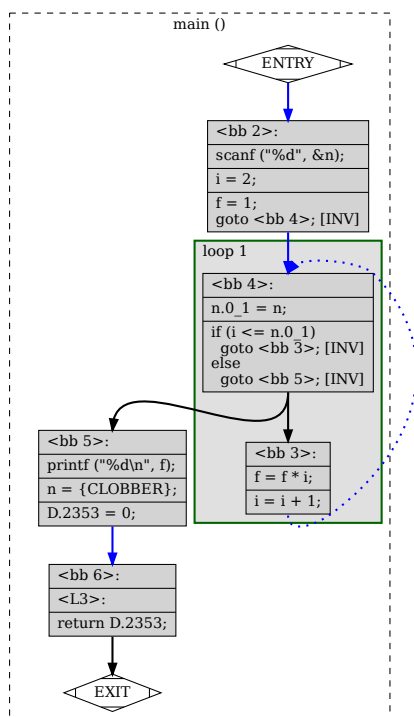 main ()
ENTRY
<bb 2>:
scanf ("%d", &n);
i = 2;
f = 1;
goto <bb 4>; [INV]
loop 1
<bb 4>:
n.0_1 = n;
if (i <= n.0_1)
goto <bb 3>; [INV]
else
goto <bb 5>; [INV]
<bb 5>:
printf ("%d\n", f);
n = {CLOBBER};
D.2353 = 0;
<bb 3>:
f = f * i;
i = i + 1;
<bb 6>:
<L3>:
return D.2353;
EXIT